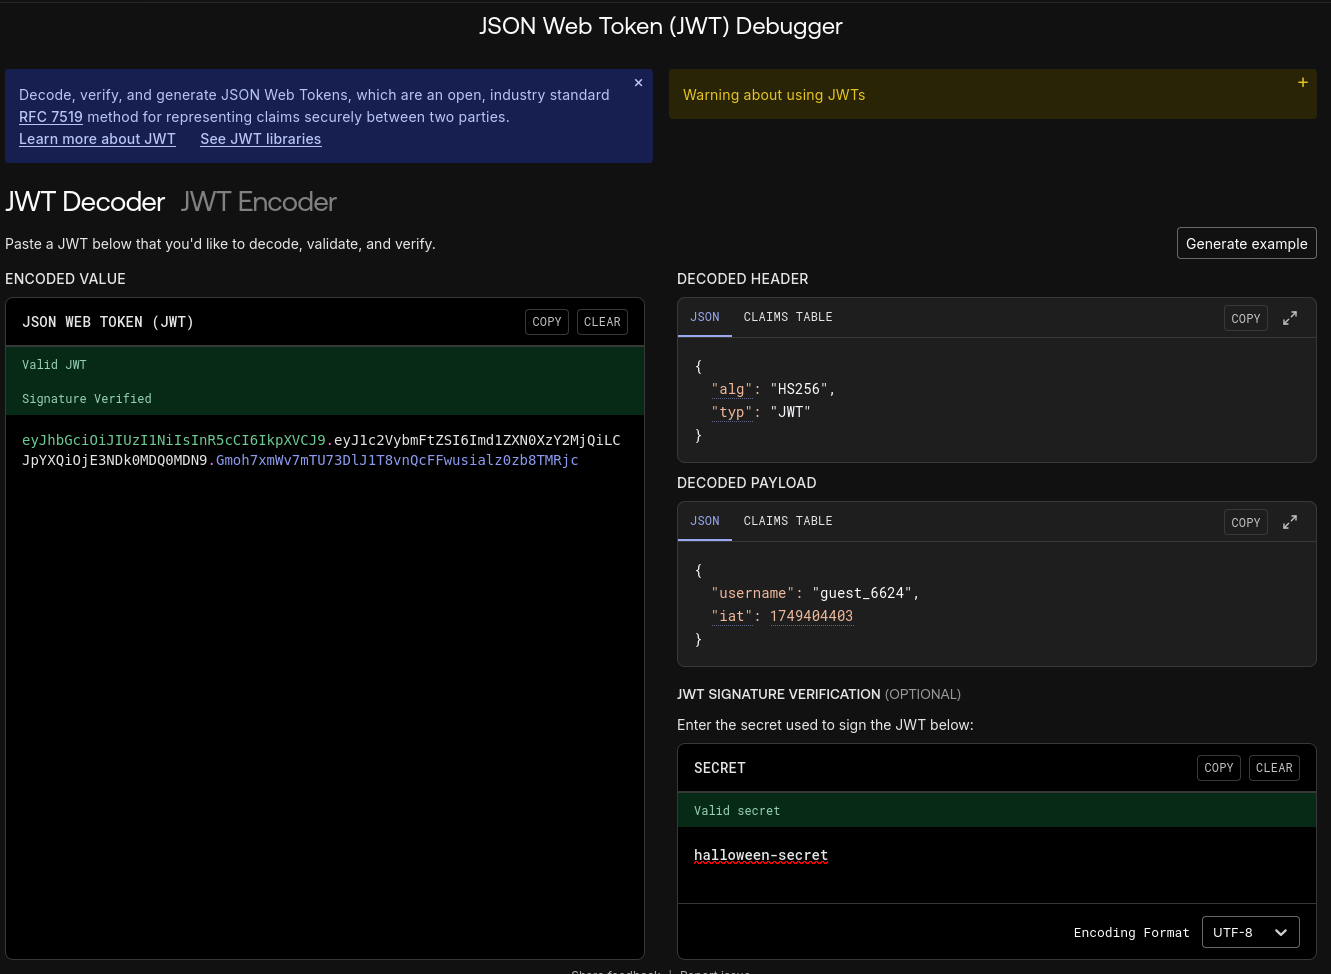 JSON Web Token (JWT) Debugger
Decode, verify, and generate JSON Web Tokens, which are an open, industry standard
RFC 7519 method for representing claims securely between two parties.
Learn more about JWT See JWT libraries
×
Warning about using JWTs
+
JWT Decoder JWT Encoder
Paste a JWT below that you'd like to decode, validate, and verify.
Generate example
ENCODED VALUE
JSON WEB TOKEN (JWT)
COPY CLEAR
Valid JWT
Signature Verified
eyJhbGciOiJIUzI1NiIsInR5cCI6IkpXVCJ9.eyJ1c2VybmFtZSI6Imd1ZXN0XzY2MjQiLC
JpYXQiOjE3NDk0MDQ0MDN9.Gmoh7xmWv7mTU73DlJ1T8vnQcFFwusialz0zb8TMRjc
DECODED HEADER
JSON CLAIMS TABLE
COPY
{
"alg": "HS256",
"typ": "JWT"
}
DECODED PAYLOAD
JSON CLAIMS TABLE
COPY
{
"username": "guest_6624",
"iat": 1749404403
}
JWT SIGNATURE VERIFICATION (OPTIONAL)
Enter the secret used to sign the JWT below:
SECRET
COPY CLEAR
Valid secret
halloween-secret
Encoding Format UTF-8
Share feedback | Report issue